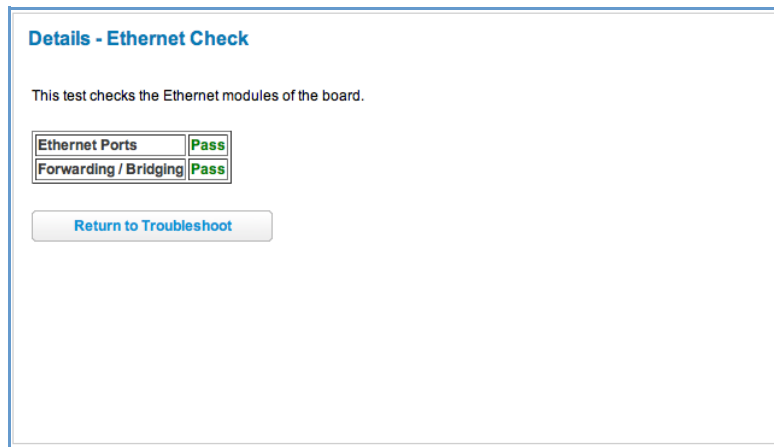 Details - Ethernet Check
This test checks the Ethernet modules of the board.
Ethernet Ports Pass
Forwarding / Bridging Pass
Return to Troubleshoot